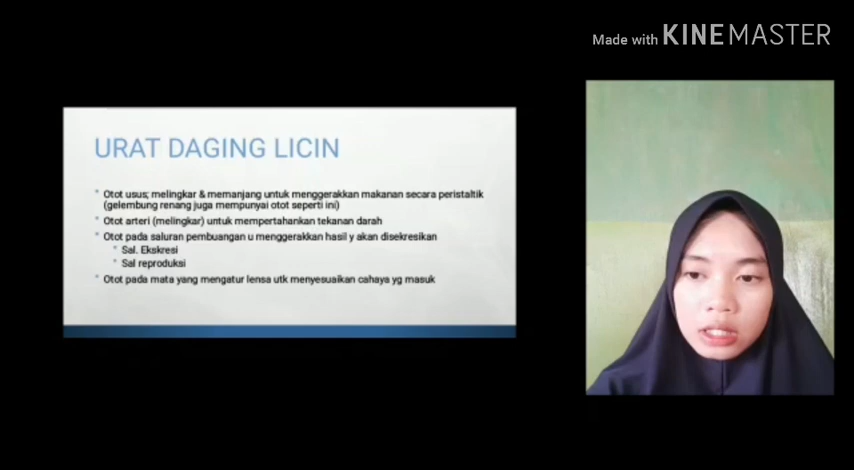 Made with KINEMASTER
URAT DAGING LICIN
Otot usus; melingkar & memanjang untuk menggerakkan makanan secara peristaltik
(gelembung renang juga mempunyai otot seperti ini)
Otot arteri (melingkar) untuk mempertahankan tekanan darah
Otot pada saluran pembuangan u menggerakkan hasil y akan disekresikan
Sal. Ekskresi
Sal reproduksi
Otot pada mata yang mengatur lensa utk menyesuaikan cahaya yg masuk